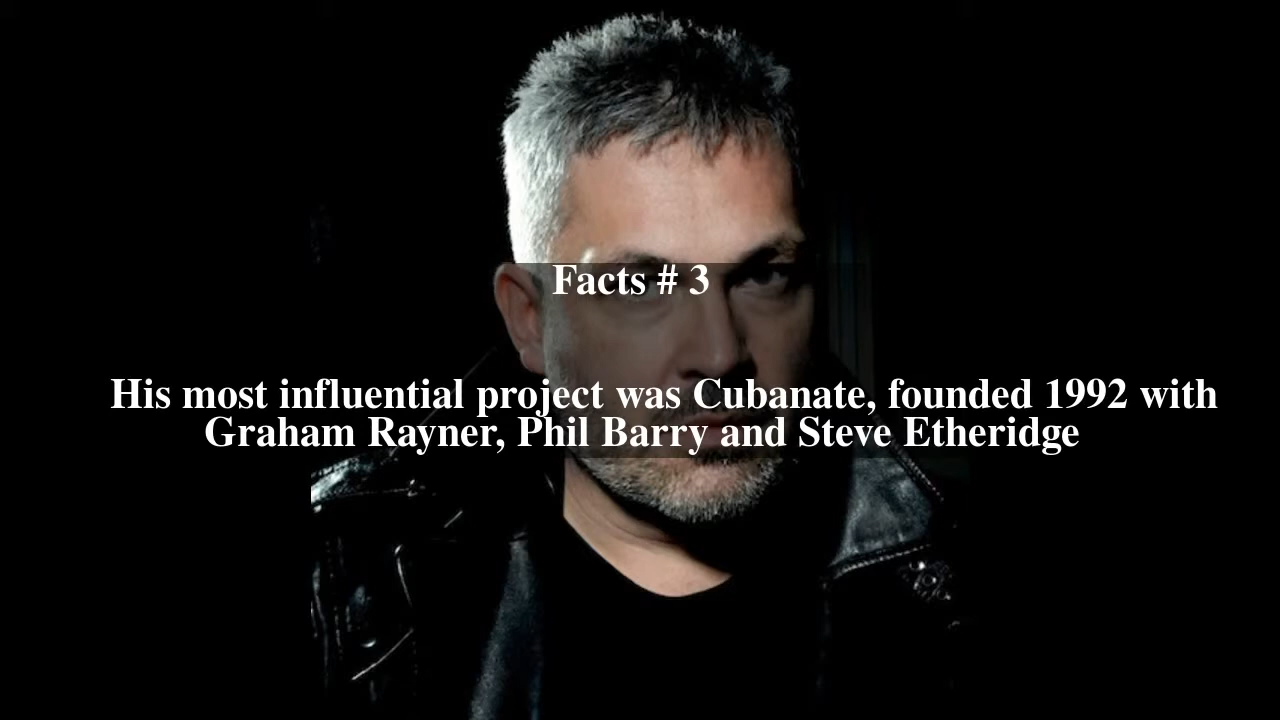 Facts # 3
His most influential project was Cubanate, founded 1992 with
Graham Rayner, Phil Barry and Steve Etheridge